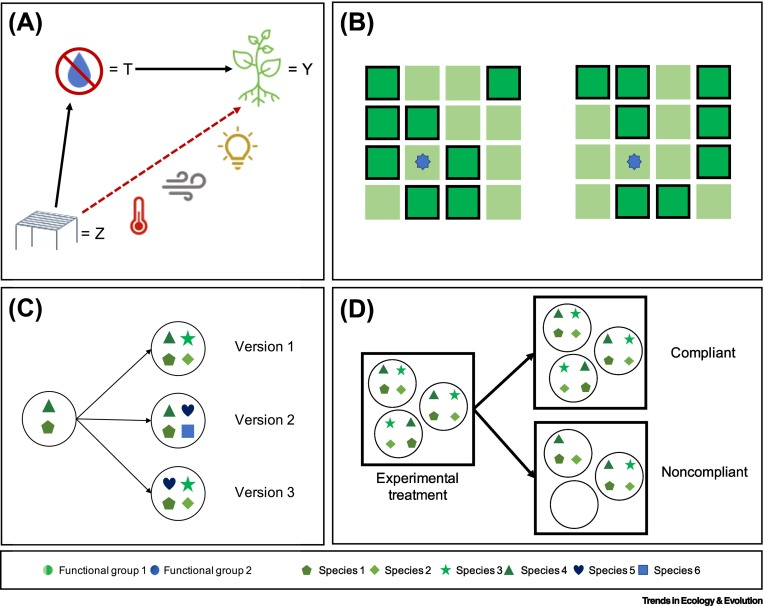 (A)
= T
= Y
= Z
(B)
(C)
Version 1
Version 2
Version 3
(D)
Experimental
treatment
Compliant
Noncompliant
Functional group 1 Functional group 2 Species 1 Species 2 Species 3 Species 4 Species 5 Species 6
Trends in Ecology & Evolution